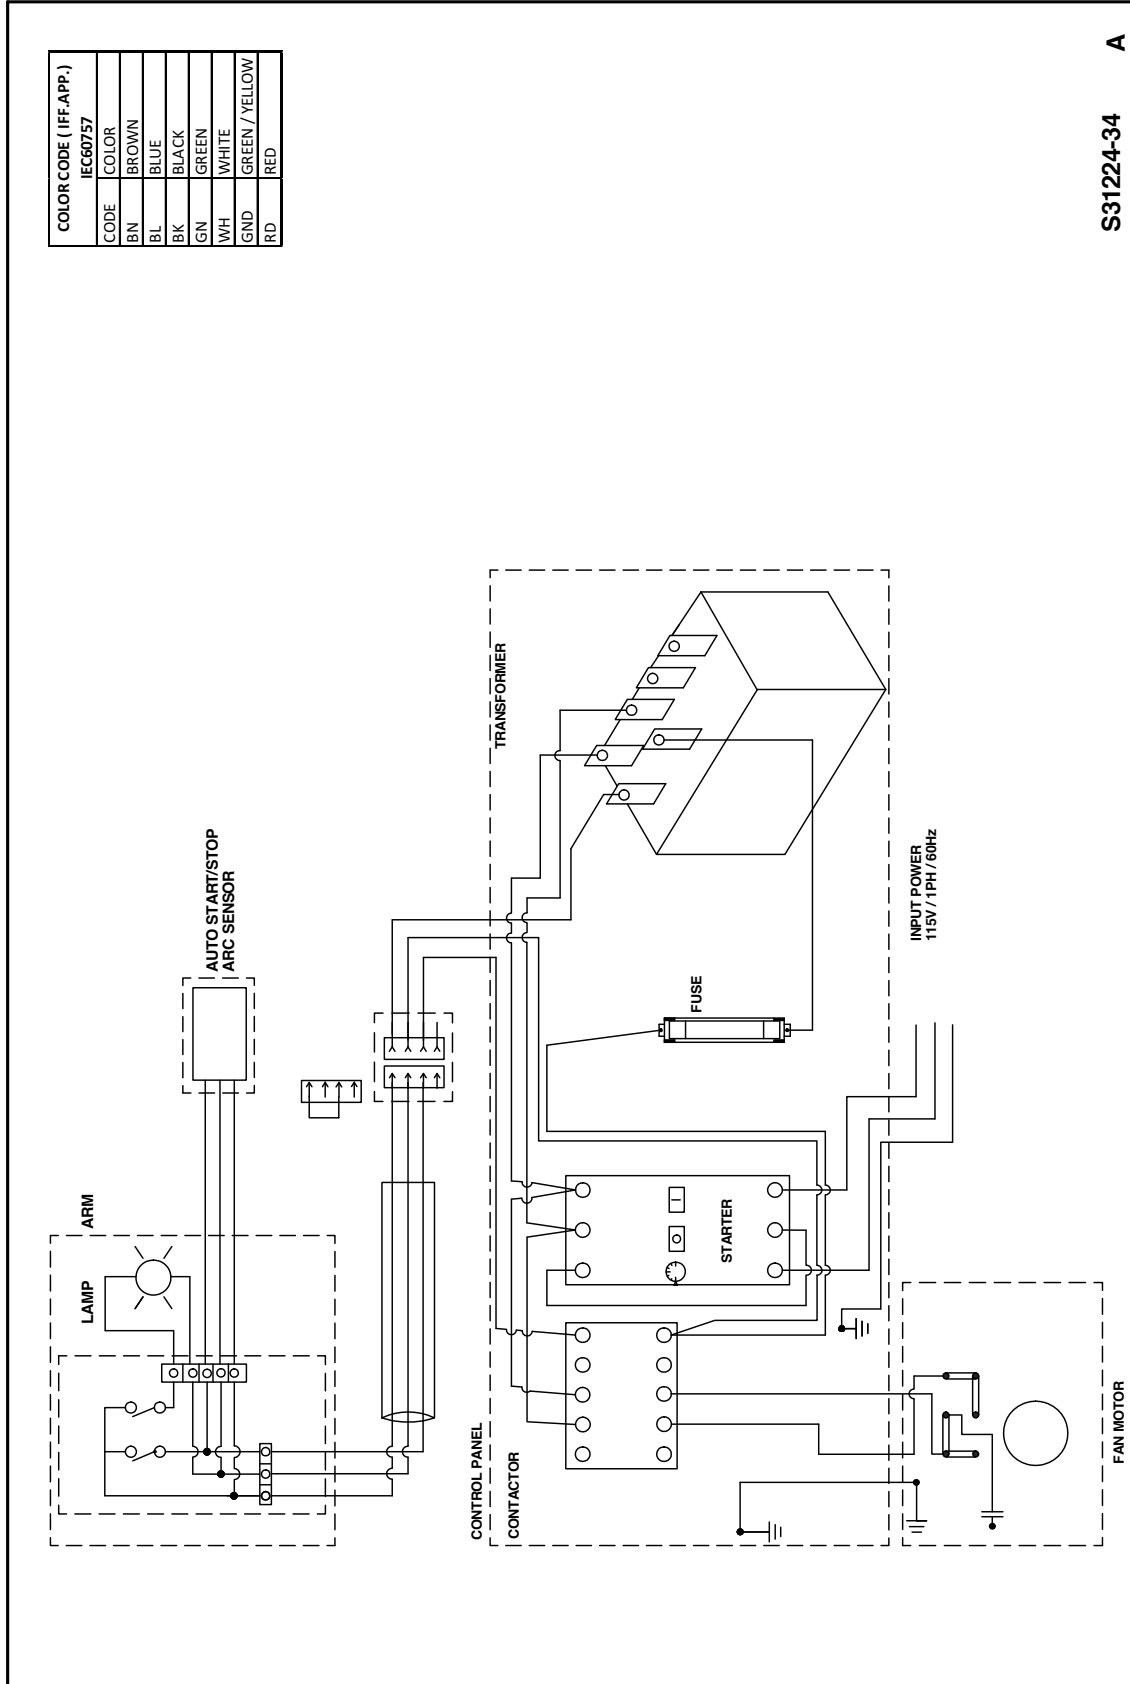 COLOR CODE ( IFF.APP.)
IEC60757
CODE COLOR
BN BROWN
BL BLUE
BK BLACK
GN GREEN
WH WHITE
GND GREEN / YELLOW
RD RED
AUTO START/STOP
ARC SENSOR
ARM
LAMP
TRANSFORMER
FUSE
STARTER
CONTROL PANEL
CONTACTOR
INPUT POWER
115V / 1PH / 60Hz
FAN MOTOR
S31224-34 A